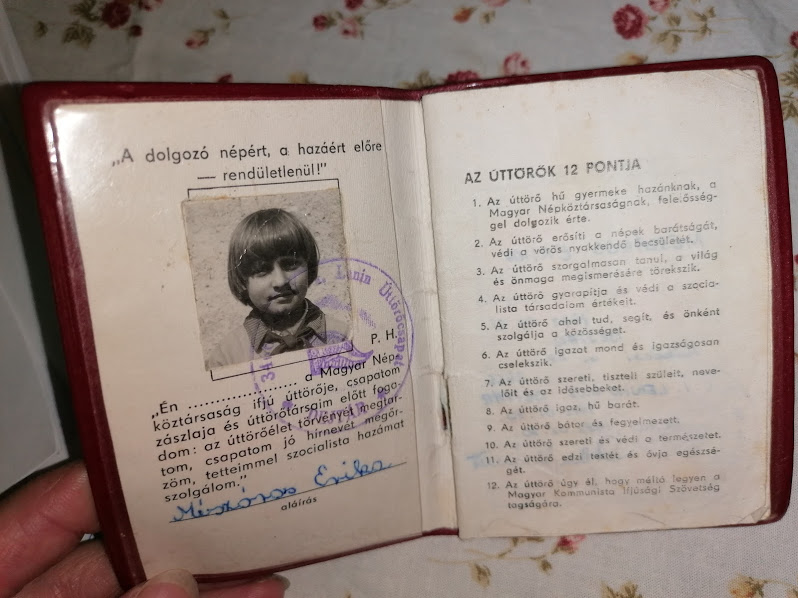 „A dolgozó népért, a hazáért előre
— rendületlenül!"
Lenin Úttörőcsapat
P. H.
„Én .................... a Magyar Nép-
köztársaság ifjú úttörője, csapatom
zászlaja és úttörőtársaim előtt foga-
dom: az úttörőélet törvényét megtar-
tom, csapatom jó hírnevét megőr-
zöm, tetteimmel szocialista hazámat
szolgálom."
Mészáros Erika
aláírás
AZ ÚTTÖRŐK 12 PONTJA
1. Az úttörő hű gyermeke hazánknak, a
Magyar Népköztársaságnak, felelősség-
gel dolgozik érte.
2. Az úttörő erősíti a népek barátságát,
védi a vörös nyakkendő becsületét.
3. Az úttörő szorgalmasan tanul, a világ
és önmaga megismerésére törekszik.
4. Az úttörő gyarapítja és védi a szocia-
lista társadalom értékeit.
5. Az úttörő ahol tud, segít, és önként
szolgálja a közösséget.
6. Az úttörő igazat mond és igazságosan
cselekszik.
7. Az úttörő szereti, tiszteli szüleit, neve-
lőit és az idősebbeket.
8. Az úttörő igaz, hű barát.
9. Az úttörő bátor és fegyelmezett.
10. Az úttörő szereti és védi a természetet.
11. Az úttörő edzi testét és óvja egészsé-
gét.
12. Az úttörő úgy él, hogy méltó legyen a
Magyar Kommunista Ifjúsági Szövetség
tagságára.